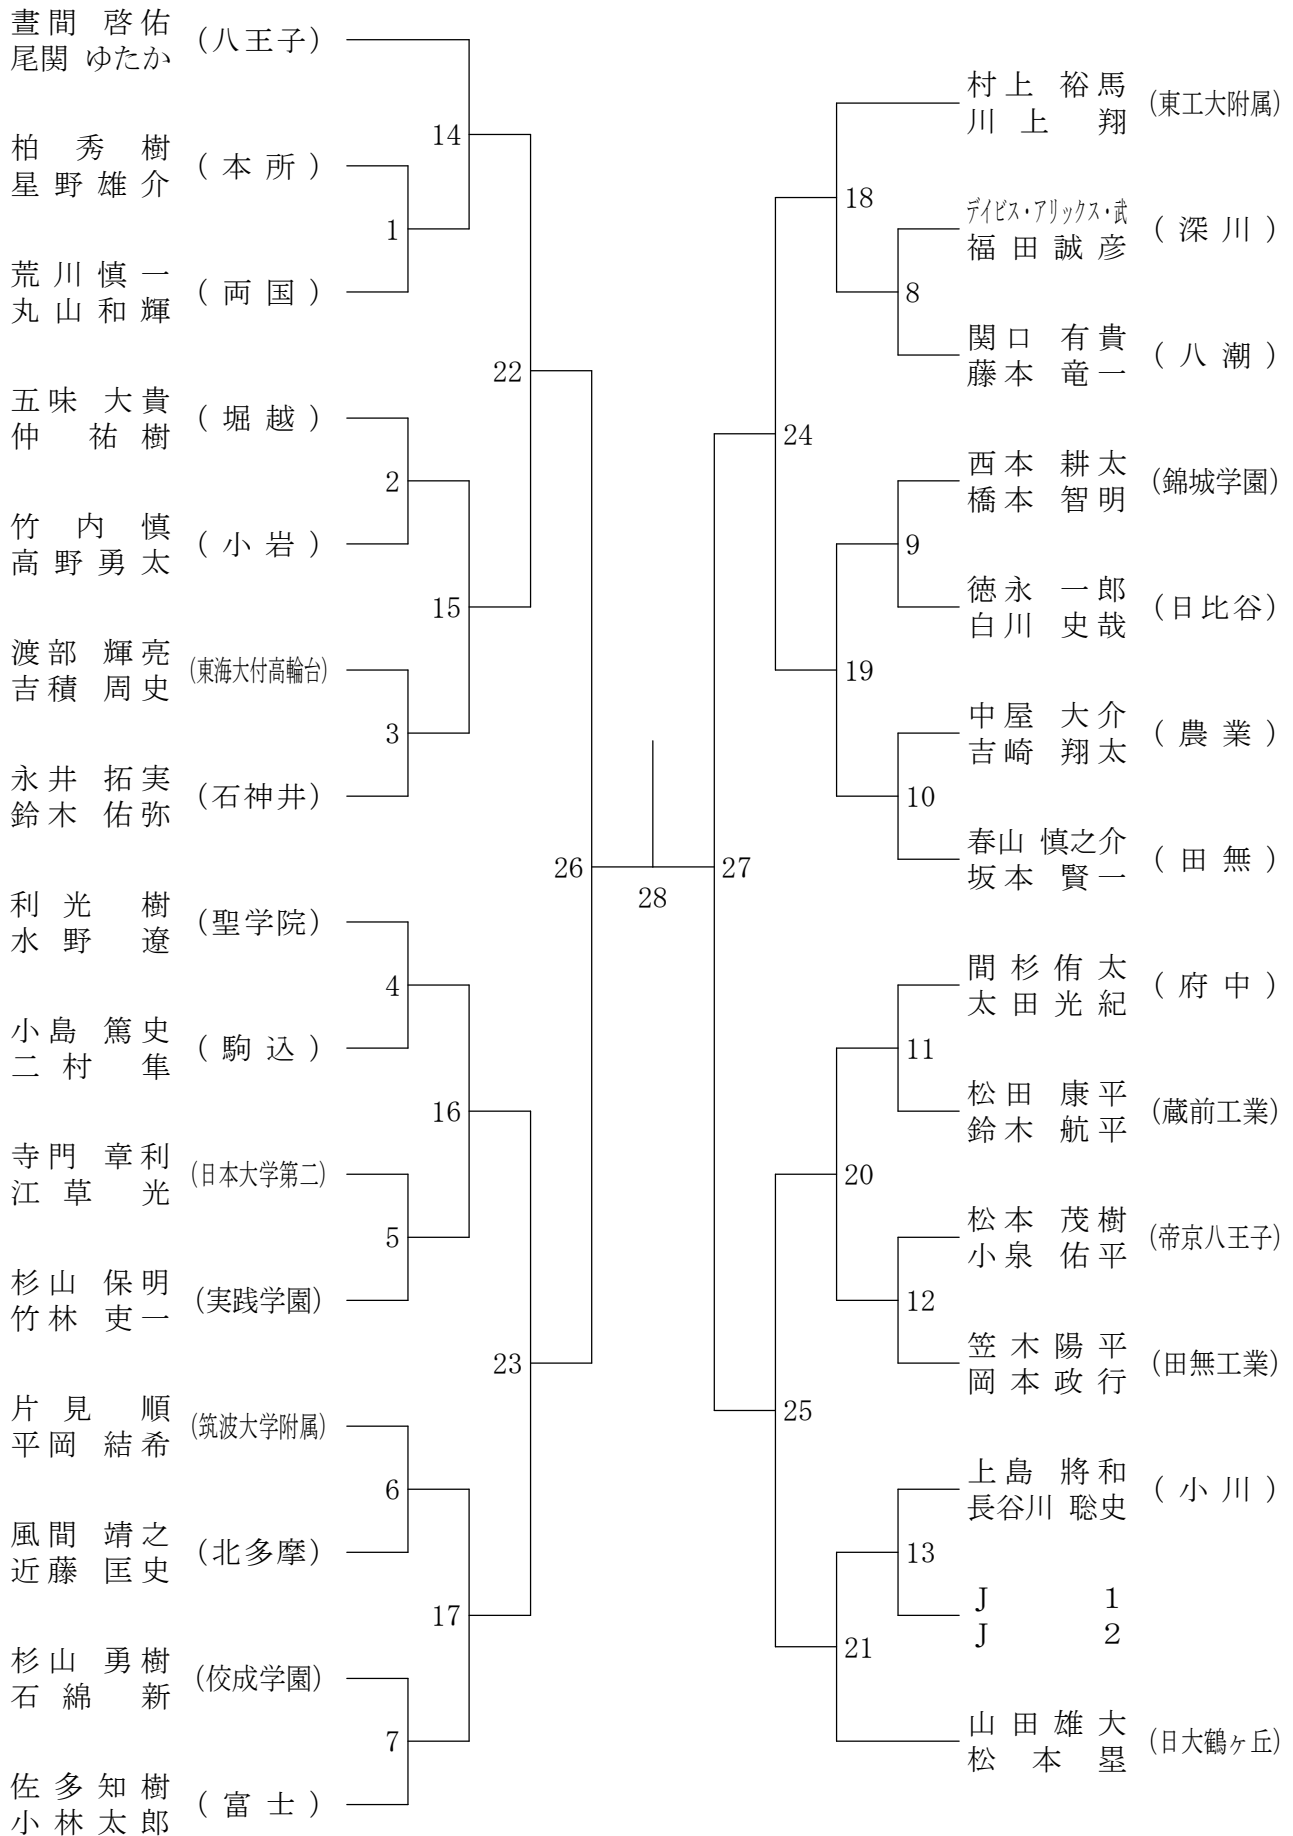 晝間 啓佑
尾関 ゆたか
(八王子)
柏 秀樹
星野雄介
(本所)
荒川慎一
丸山和輝
(両国)
五味 大貴
仲 祐樹
(堀越)
竹内 慎
高野勇太
(小岩)
渡部 輝亮
吉積 周史
(東海大付高輪台)
永井 拓実
鈴木 佑弥
(石神井)
利光 樹
水野 遼
(聖学院)
小島 篤史
二村 隼
(駒込)
寺門 章利
江草 光
(日本大学第二)
杉山 保明
竹林 吏一
(実践学園)
片見 順
平岡 結希
(筑波大学附属)
風間 靖之
近藤 匡史
(北多摩)
杉山 勇樹
石綿 新
(佼成学園)
佐多知樹
小林太郎
(富士)
1
2
3
4
5
6
7
14
15
16
17
22
23
26
28
27
24
25
18
19
20
21
8
9
10
11
12
13
村上 裕馬
川上 翔
(東工大附属)
デイビス・アリックス・武
福田誠彦
(深川)
関口 有貴
藤本 竜一
(八潮)
西本 耕太
橋本 智明
(錦城学園)
徳永 一郎
白川 史哉
(日比谷)
中屋 大介
吉崎 翔太
(農業)
春山 慎之介
坂本 賢一
(田無)
間杉侑太
太田光紀
(府中)
松田 康平
鈴木 航平
(蔵前工業)
松本 茂樹
小泉 佑平
(帝京八王子)
笠木陽平
岡本政行
(田無工業)
上島 將和
長谷川 聡史
(小川)
J 1
J 2
山田雄大
松本 塁
(日大鶴ヶ丘)